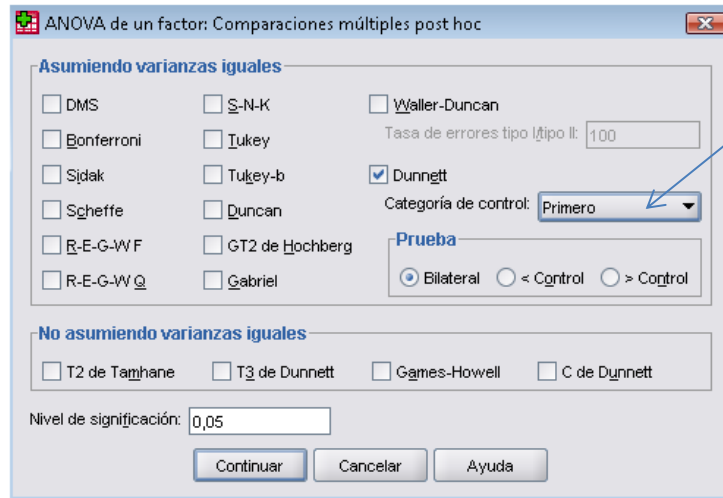 ANOVA de un factor: Comparaciones múltiples post hoc
Asumiendo varianzas iguales
DMS
S-N-K
Waller-Duncan
Bonferroni
Tukey
Tasa de errores tipo I/tipo II: 100
Sidak
Tukey-b
Dunnett
Scheffe
Duncan
Categoría de control: Primero
R-E-G-W F
GT2 de Hochberg
Prueba
R-E-G-W Q
Gabriel
Bilateral
< Control
> Control
No asumiendo varianzas iguales
T2 de Tamhane
T3 de Dunnett
Games-Howell
C de Dunnett
Nivel de significación: 0,05
Continuar
Cancelar
Ayuda